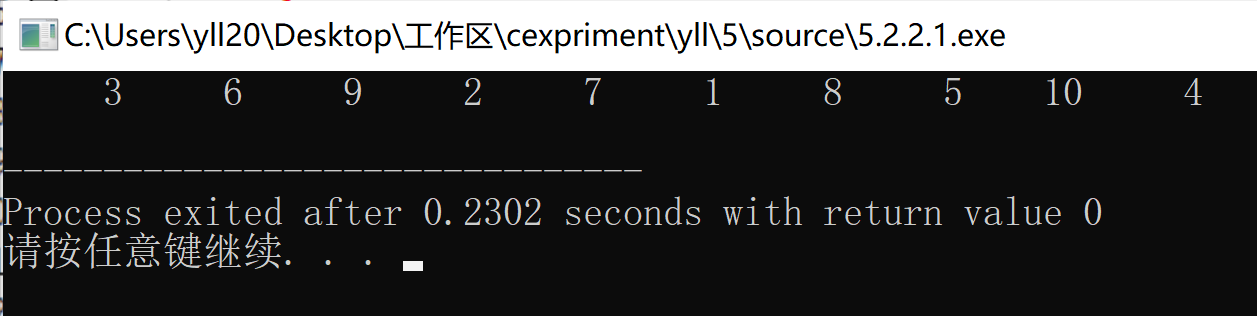 C:\Users\yll20\Desktop\工作区\cexpriment\yll\5\source\5.2.2.1.exe
3 6 9 2 7 1 8 5 10 4
--------------------------------
Process exited after 0.2302 seconds with return value 0
请按任意键继续. . .